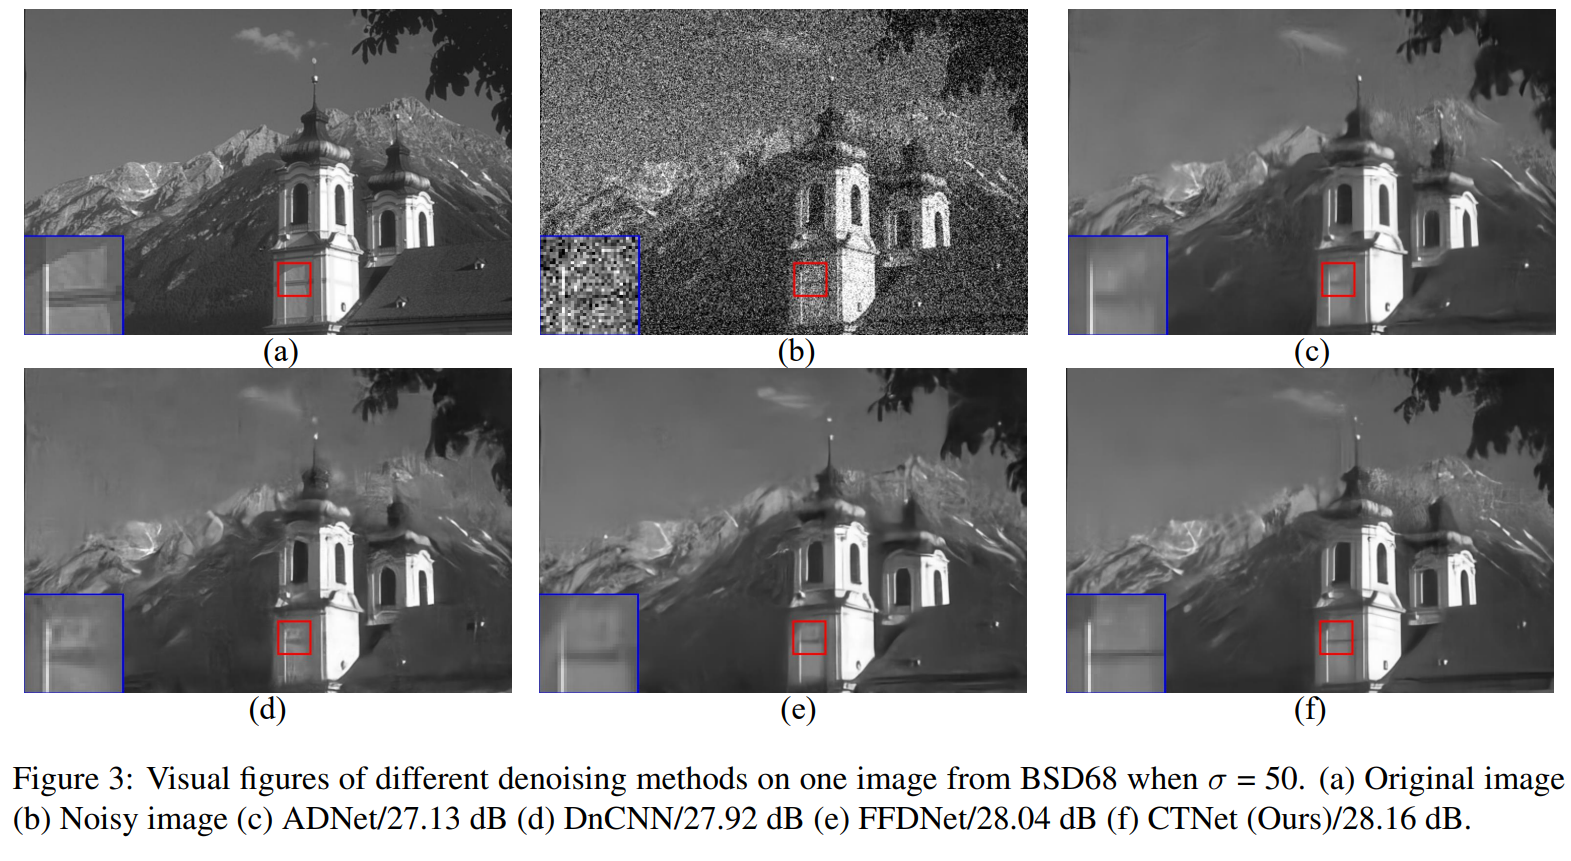 (a)
(b)
(c)
(d)
(e)
(f)
Figure 3: Visual figures of different denoising methods on one image from BSD68 when σ = 50. (a) Original image
(b) Noisy image (c) ADNet/27.13 dB (d) DnCNN/27.92 dB (e) FFDNet/28.04 dB (f) CTNet (Ours)/28.16 dB.